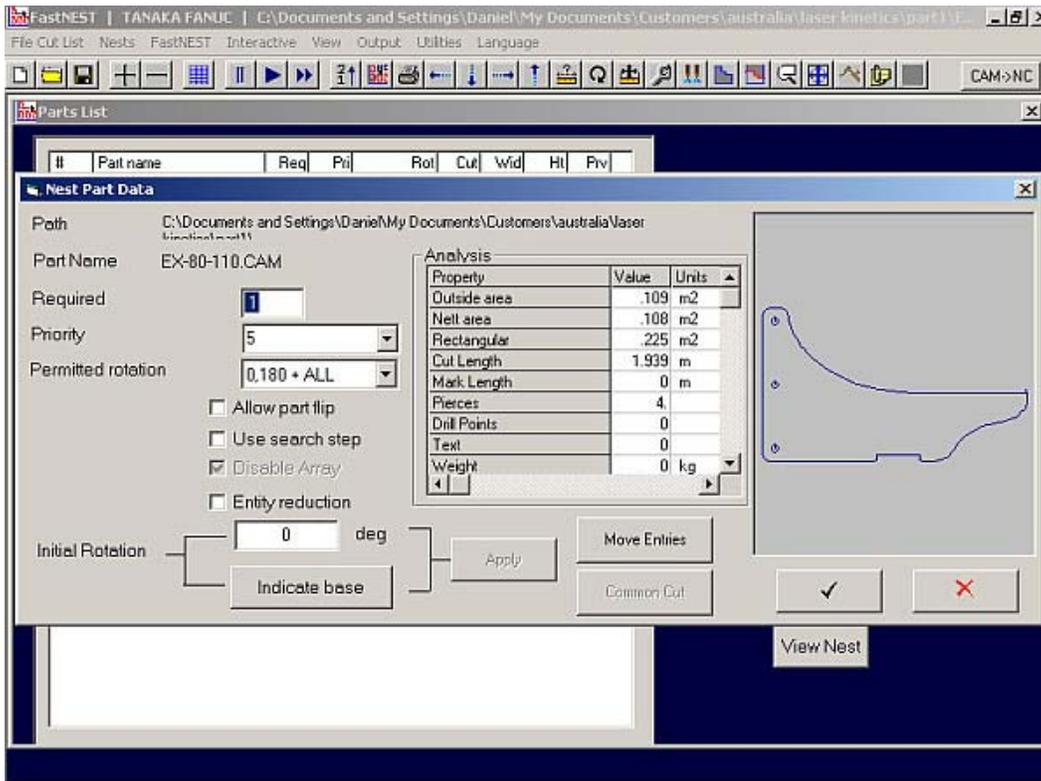 FastNEST | TANAKA FANUC | C:\Documents and Settings\Daniel\My Documents\Customers\australia\laser kinetics\part1\E...
File Cut List Nests FastNEST Interactive View Output Utilities Language
CAM->NC
Parts List
# Part name Req Pri Rot Cut Wid Ht Prv
Nest Part Data
Path C:\Documents and Settings\Daniel\My Documents\Customers\australia\laser
kinetics\part1\
Part Name EX-80-110.CAM
Analysis
Property Value Units
Required 1
Outside area .109 m2
Nett area .108 m2
Priority 5
Rectangular .225 m2
Cut Length 1.939 m
Permitted rotation 0,180 + ALL
Mark Length 0 m
Pierces 4.
Allow part flip
Drill Points 0
Use search step
Text 0
Disable Array
Weight 0 kg
Entity reduction
Initial Rotation 0 deg
Indicate base
Apply
Move Entries
Common Cut
View Nest